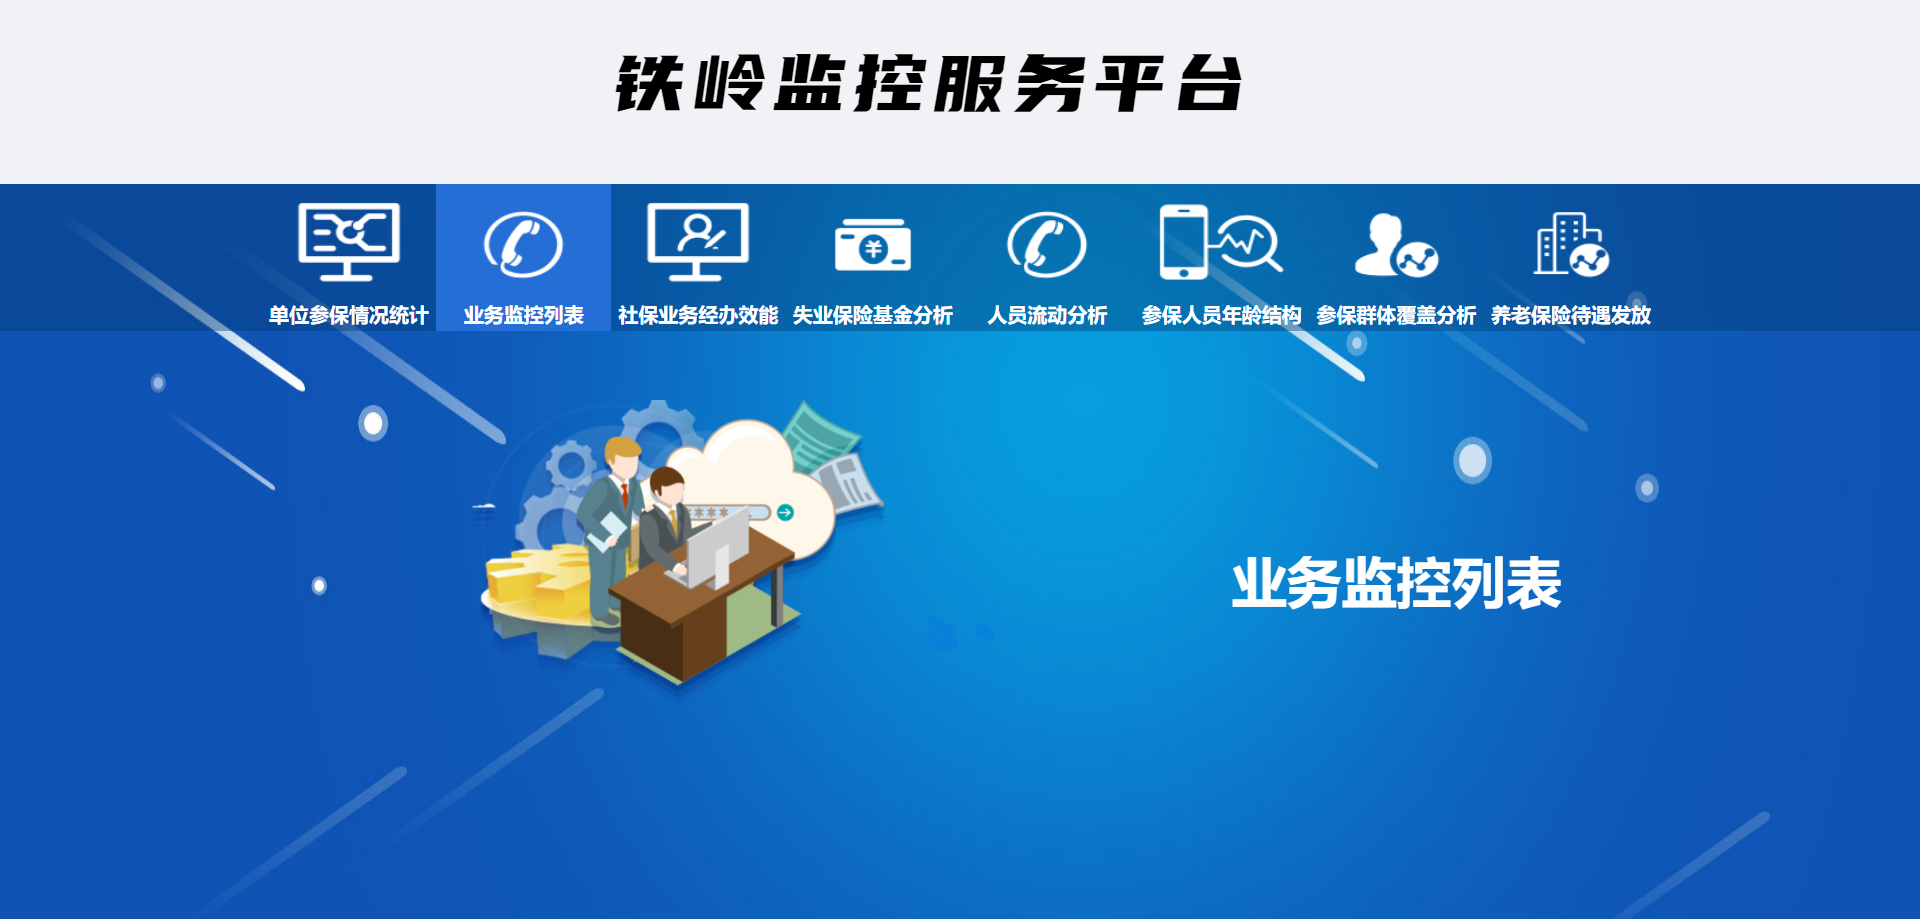 铁岭监控服务平台
单位参保情况统计
业务监控列表
社保业务经办效能
失业保险基金分析
人员流动分析
参保人员年龄结构
参保群体覆盖分析
养老保险待遇发放
业务监控列表